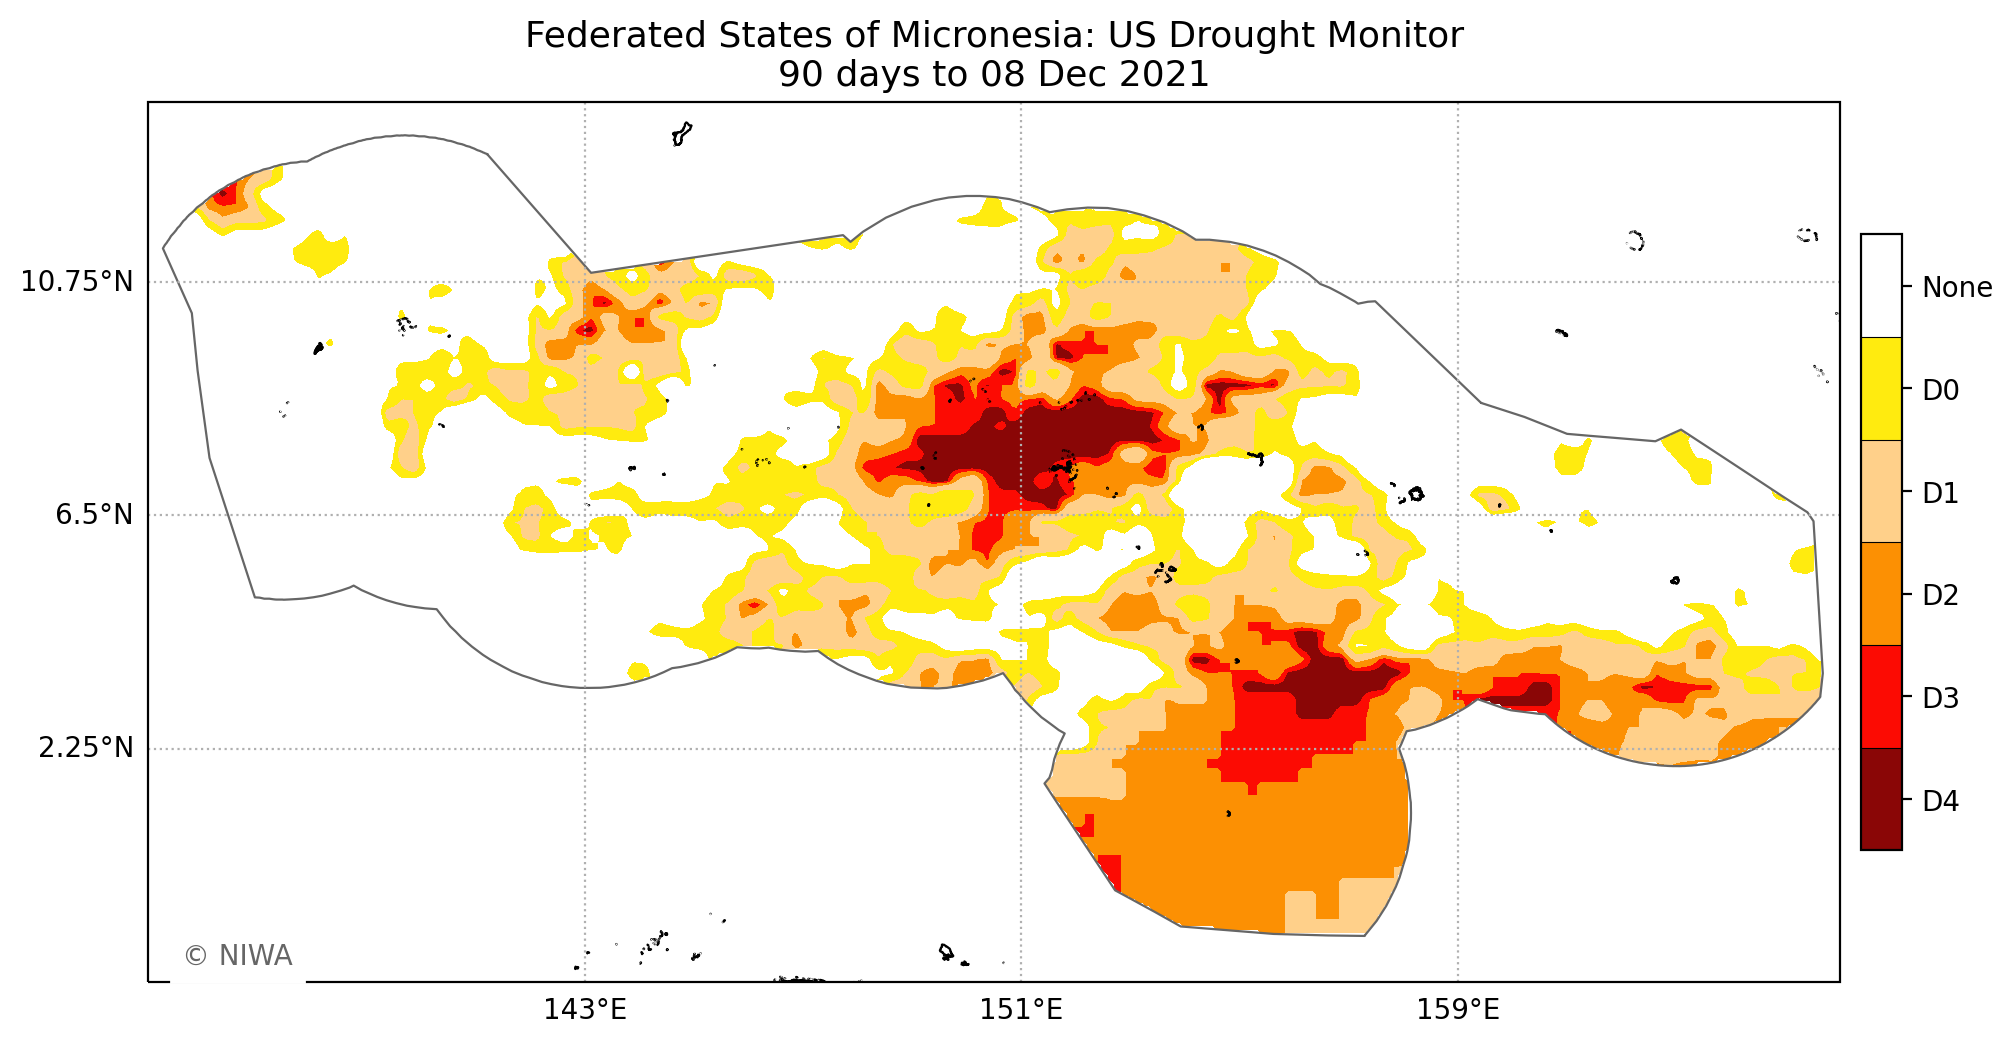 Federated States of Micronesia: US Drought Monitor
90 days to 08 Dec 2021
10.75°N
6.5°N
2.25°N
143°E
151°E
159°E
None
D0
D1
D2
D3
D4
© NIWA